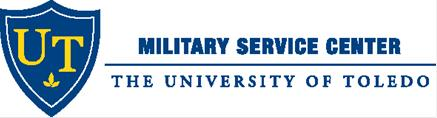 UT
MILITARY SERVICE CENTER
THE UNIVERSITY OF TOLEDO